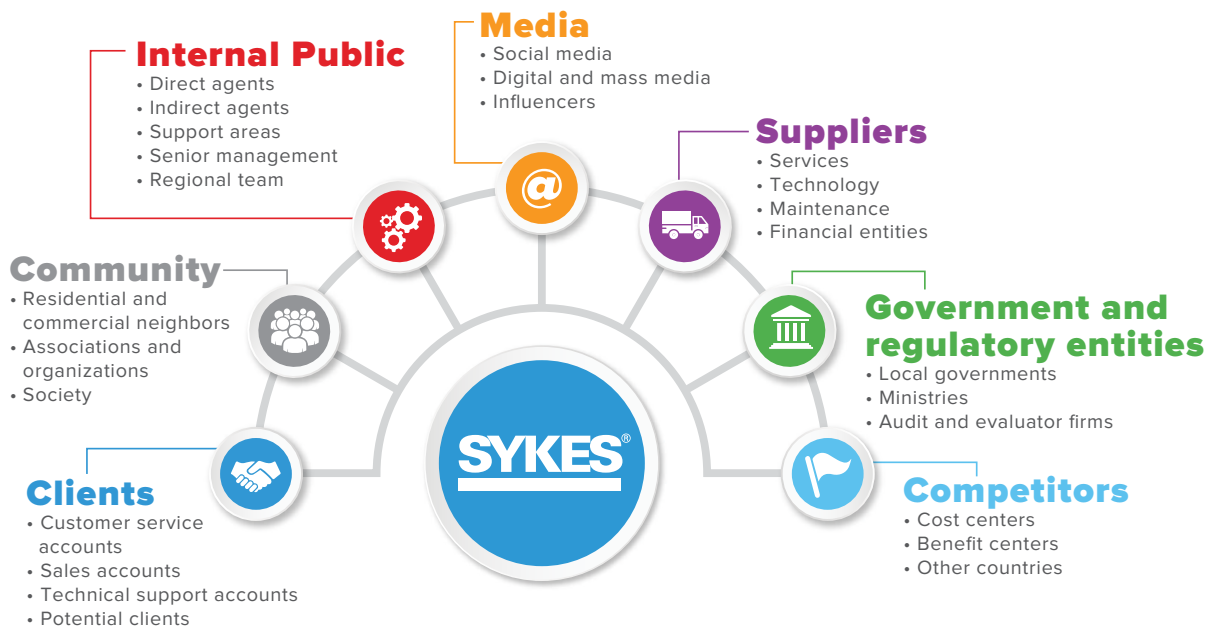 Media
• Social media
• Digital and mass media
• Influencers
Internal Public
• Direct agents
• Indirect agents
• Support areas
• Senior management
• Regional team
Suppliers
• Services
• Technology
• Maintenance
• Financial entities
@
Community
• Residential and
commercial neighbors
• Associations and
organizations
• Society
Government and
regulatory entities
• Local governments
• Ministries
• Audit and evaluator firms
SYKES®
Clients
• Customer service
accounts
• Sales accounts
• Technical support accounts
• Potential clients
Competitors
• Cost centers
• Benefit centers
• Other countries